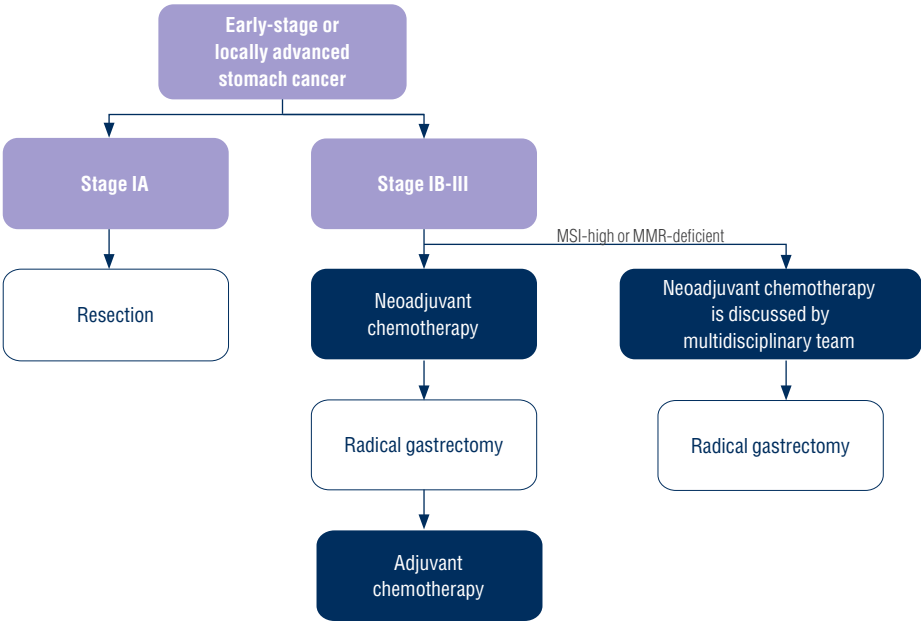 Early-stage or
locally advanced
stomach cancer
Stage IA
Stage IB-III
MSI-high or MMR-deficient
Resection
Neoadjuvant
chemotherapy
Neoadjuvant chemotherapy
is discussed by
multidisciplinary team
Radical gastrectomy
Radical gastrectomy
Adjuvant
chemotherapy